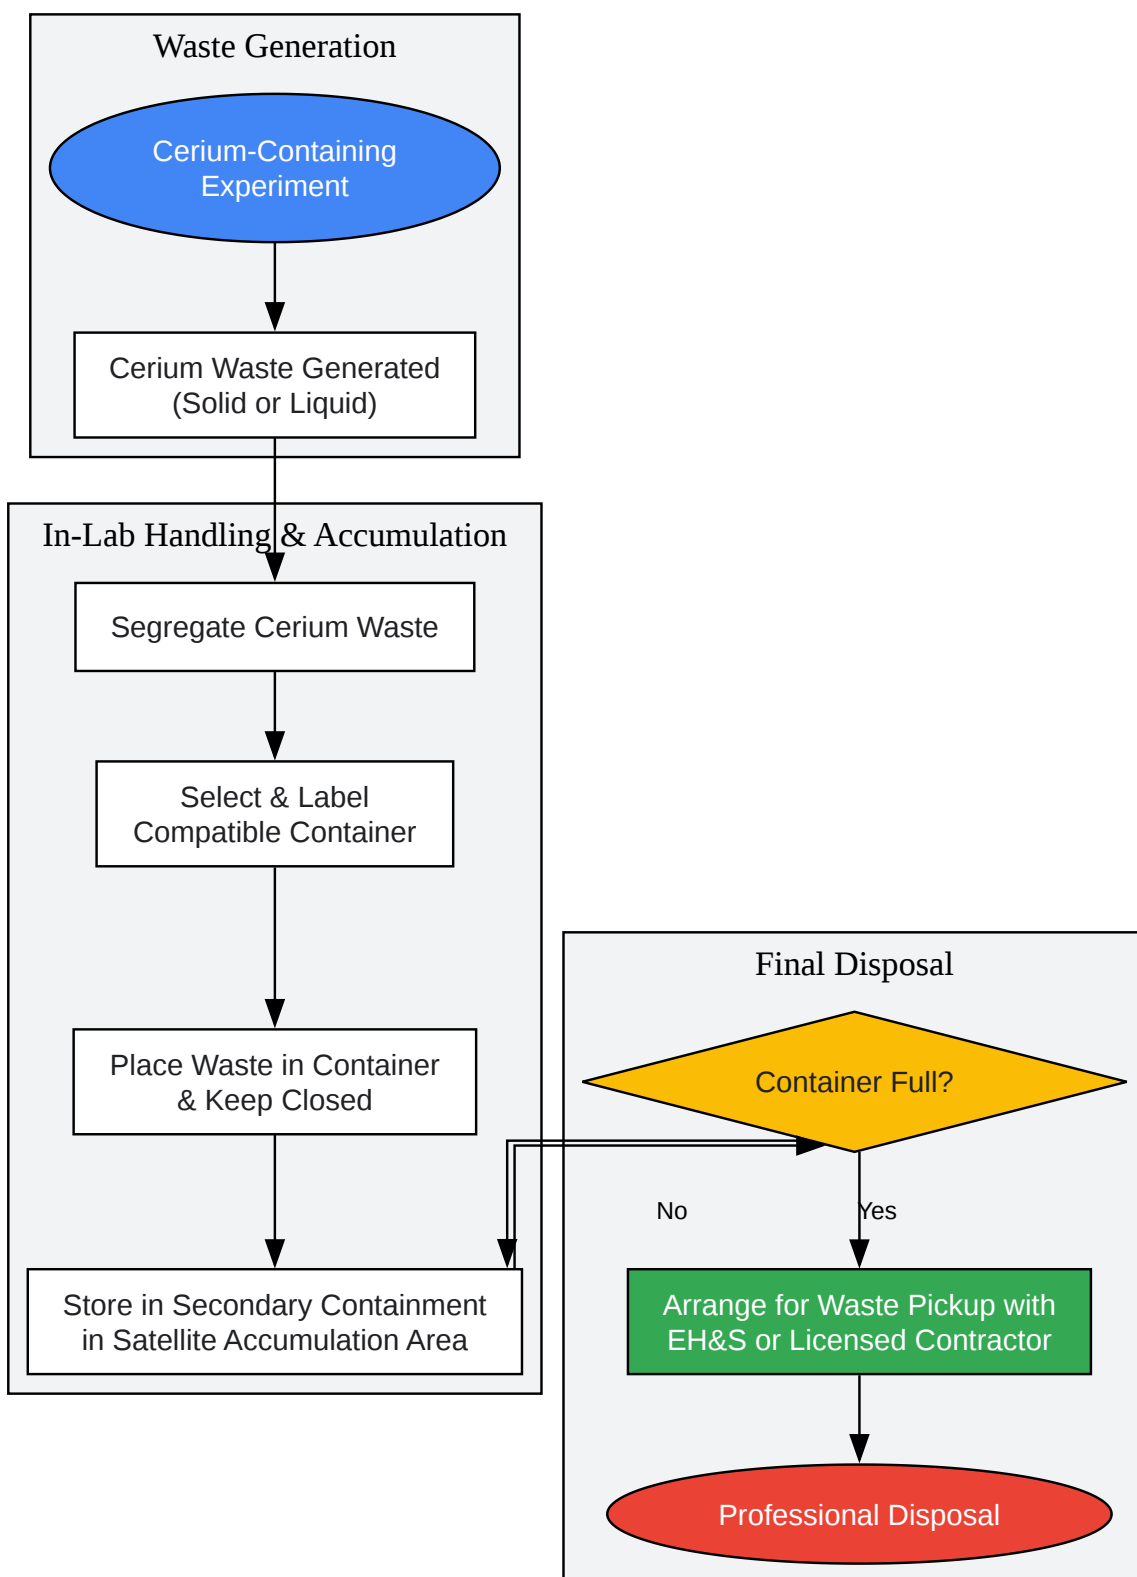 Waste Generation
Cerium-Containing
Experiment
Cerium Waste Generated
(Solid or Liquid)
In-Lab Handling & Accumulation
Segregate Cerium Waste
Select & Label
Compatible Container
Place Waste in Container
& Keep Closed
Store in Secondary Containment
in Satellite Accumulation Area
Final Disposal
Container Full?
No
Yes
Arrange for Waste Pickup with
EH&S or Licensed Contractor
Professional Disposal